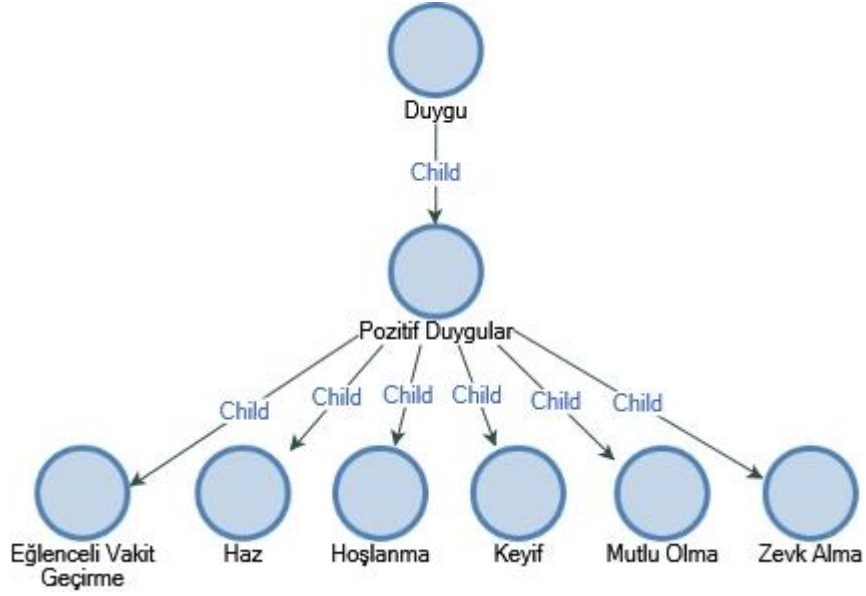 Duygu
Child
Pozitif Duygular
Child Child Child Child Child Child
Eğlenceli Vakit Geçirme
Haz
Hoşlanma
Keyif
Mutlu Olma
Zevk Alma